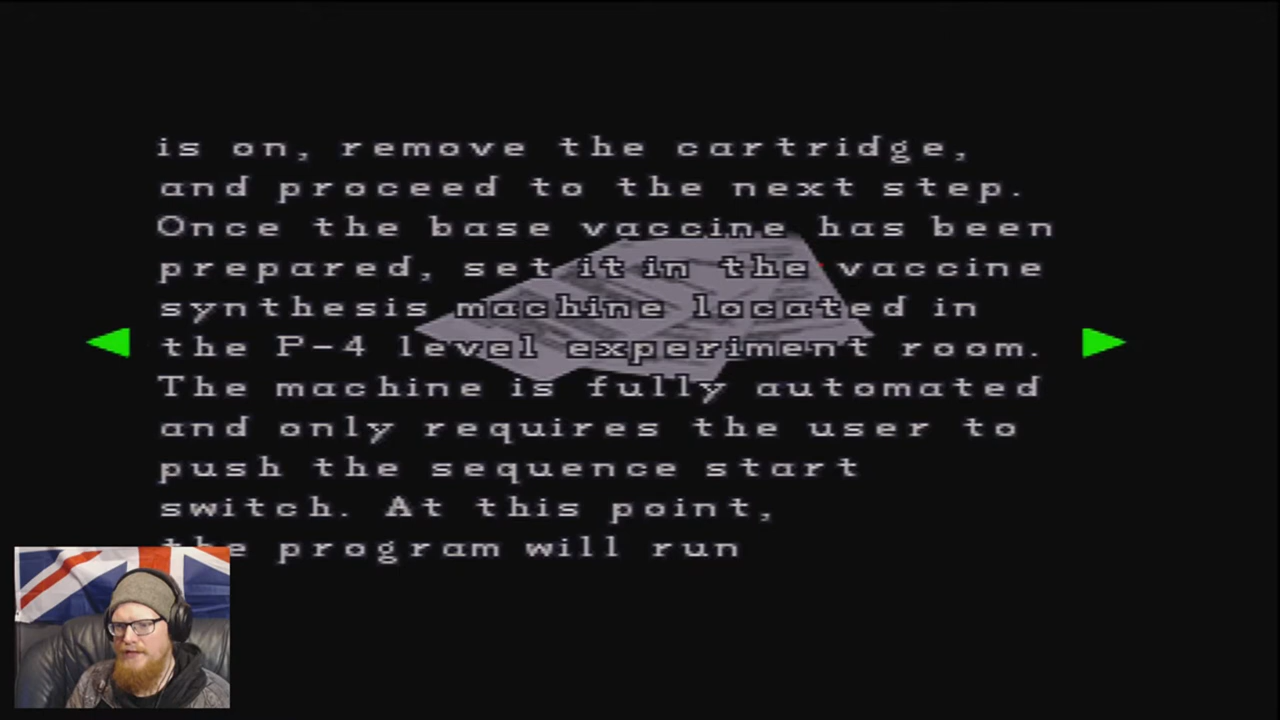 is on, remove the cartridge,
and proceed to the next step.
Once the base vaccine has been
prepared, set it in the vaccine
synthesis machine located in
the P-4 level experiment room.
The machine is fully automated
and only requires the user to
push the sequence start
switch. At this point,
the program will run